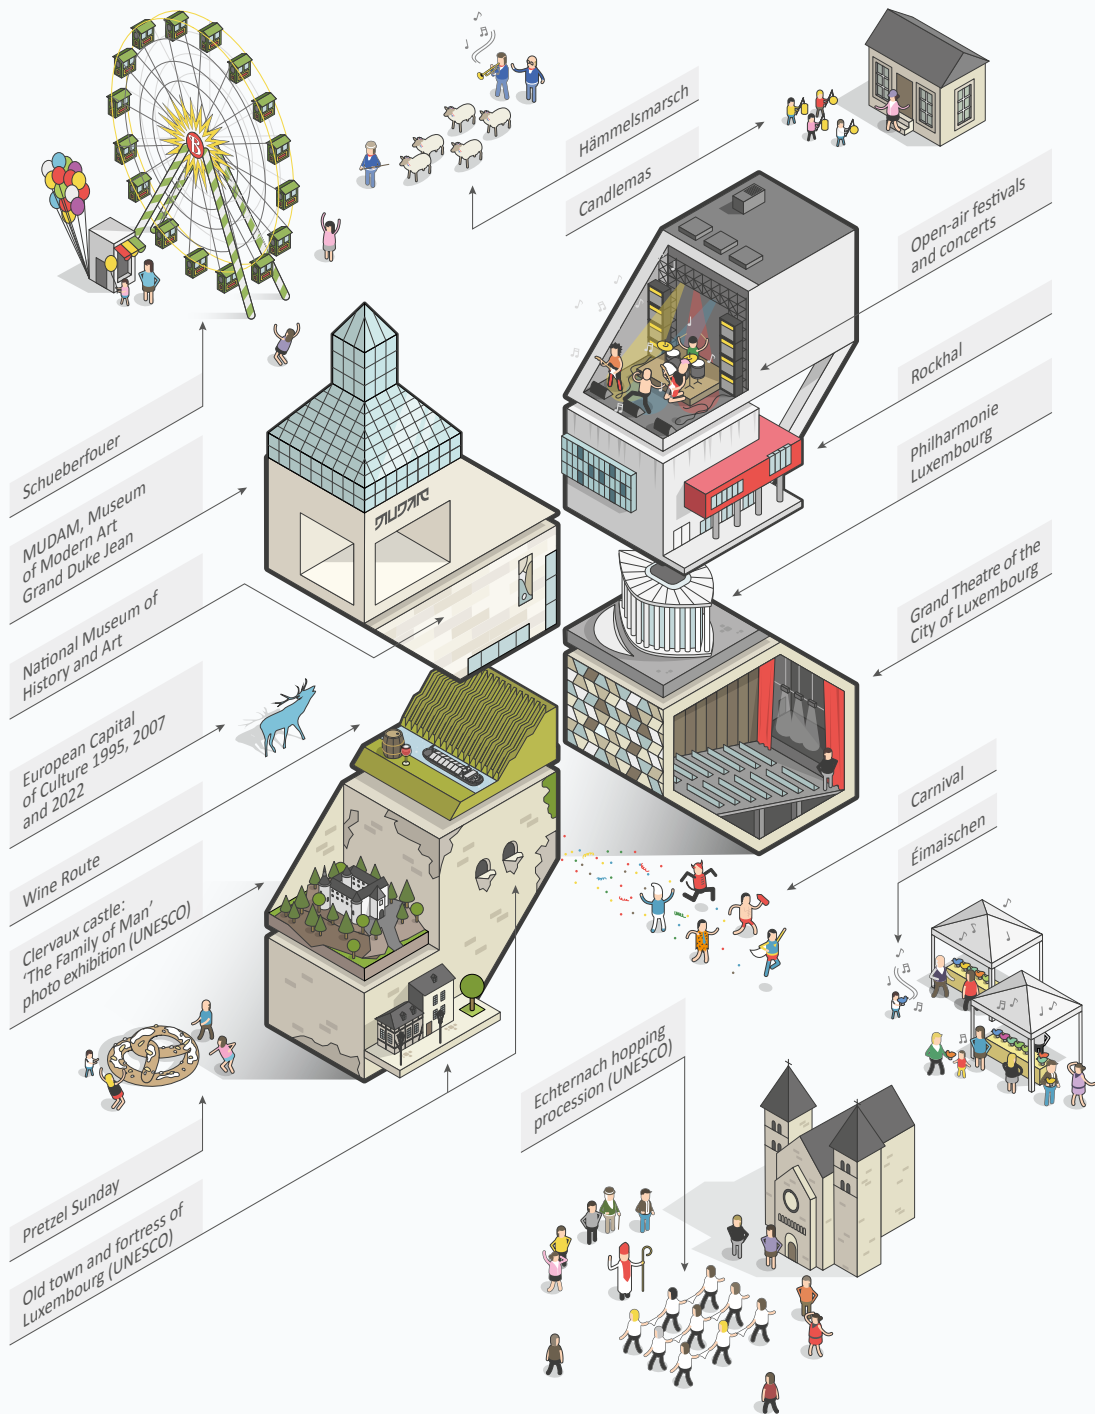 Hämmelsmarsch
Candlemas
Open-air festivals
and concerts
Rockhal
Philharmonie
Luxembourg
Grand Theatre of the
City of Luxembourg
Schueberfouer
MUDAM, Museum
of Modern Art
Grand Duke Jean
National Museum of
History and Art
European Capital
of Culture 1995, 2007
and 2022
Wine Route
Clervaux castle:
‘The Family of Man’
photo exhibition (UNESCO)
Carnival
Éimaischen
Echternach hopping
procession (UNESCO)
Pretzel Sunday
Old town and fortress of
Luxembourg (UNESCO)